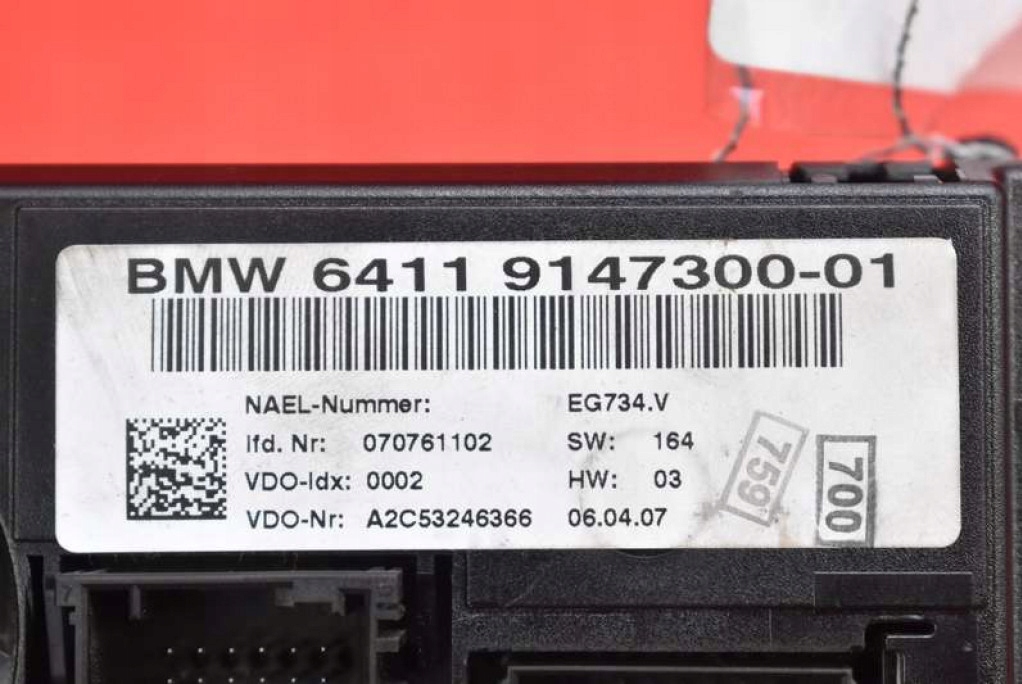 BMW 6411 9147300-01
NAEL-Nummer: EG734.V
lfd. Nr: 070761102 SW: 164
VDO-Idx: 0002 HW: 03
VDO-Nr: A2C53246366 06.04.07
759
700